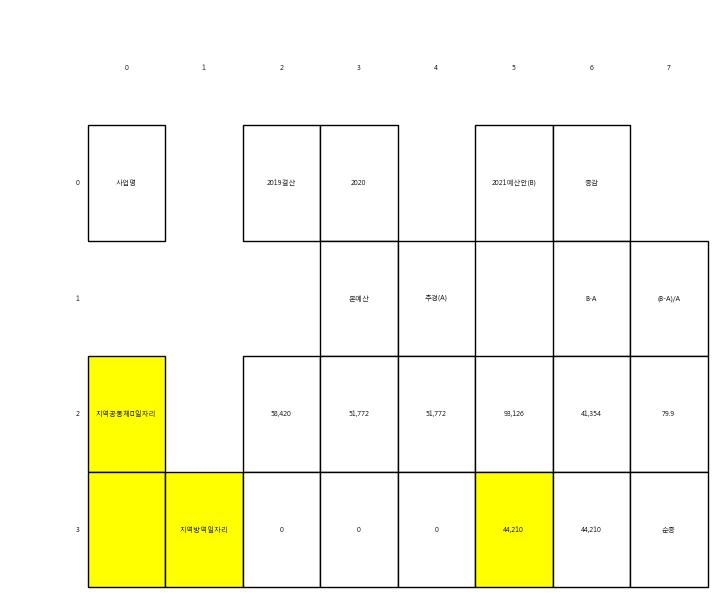 0 1 2 3 4 5 6 7
0 사업명 2019결산 2020 2021예산안(B) 증감
1 본예산 추경(A) B-A (B-A)/A
2 지역공동체일자리 58,420 51,772 51,772 93,126 41,354 79.9
3 지역방역일자리 0 0 0 44,210 44,210 순증